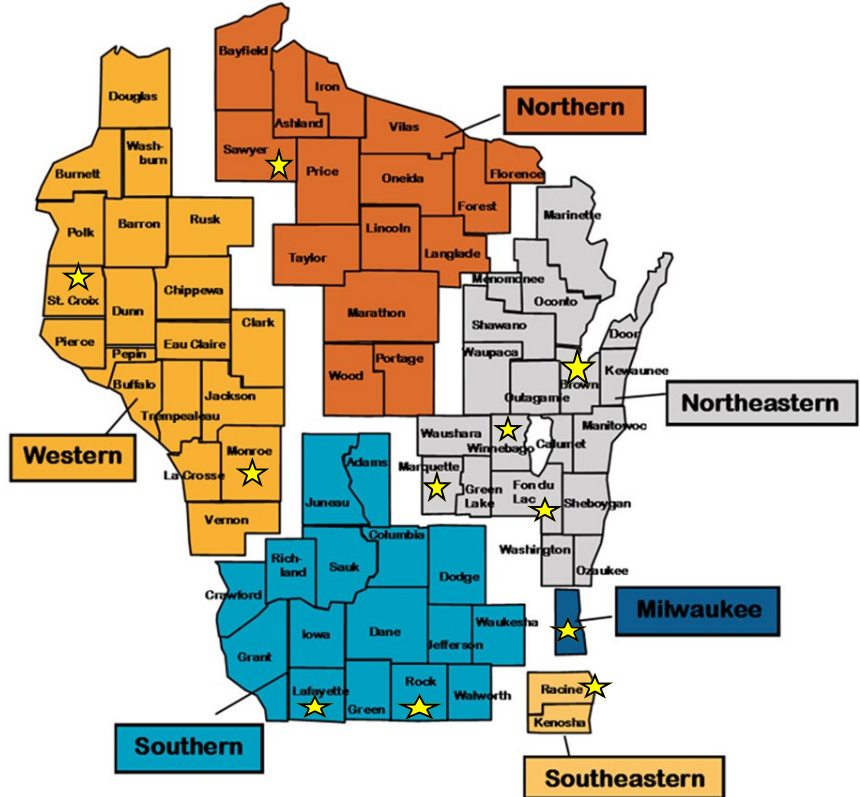 Bayfield
Douglas
Iron
Ashland
Northern
Vilas
Wash-
burn
Sawyer
Burnett
Price
Oneida
Florence
Forest
Marinette
Polk
Barron
Rusk
Lincoln
Langlade
Taylor
Menomonee
St. Croix
Chippewa
Oconto
Dunn
Marathon
Clark
Shawano
Door
Pierce
Eau Claire
Pepin
Waupaca
Portage
Kewaunee
Wood
Brown
Buffalo
Jackson
Outagamie
Northeastern
Trempealeau
Manitowoc
Waushara
Winnebago
Calumet
Western
Monroe
Adams
Marquette
La Crosse
Green
Lake
Fon du
Lac
Juneau
Sheboygan
Vernon
Columbia
Washington
Rich-
land
Sauk
Dodge
Ozaukee
Crawford
Milwaukee
Waukesha
Iowa
Dane
Jefferson
Grant
Rock
Lafayette
Walworth
Racine
Green
Kenosha
Southern
Southeastern